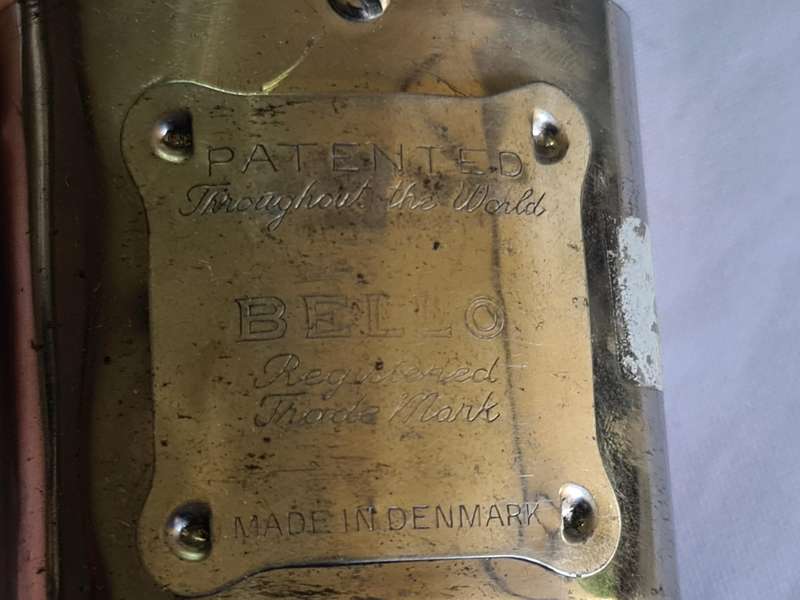 PATENTED
Throughout the World
BELLO
Registered
Trade Mark
MADE IN DENMARK